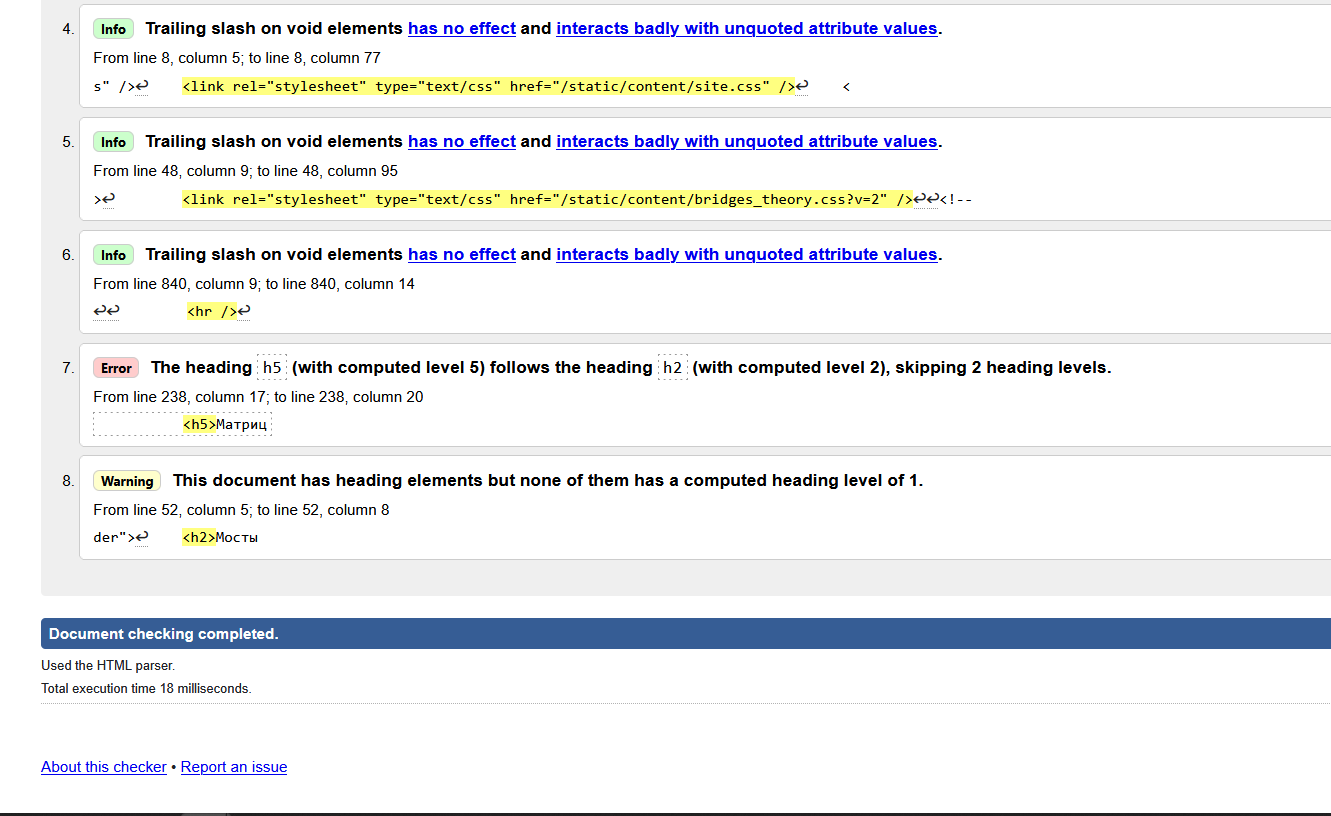 4. Info Trailing slash on void elements has no effect and interacts badly with unquoted attribute values.
From line 8, column 5; to line 8, column 77
s" />↩ <link rel="stylesheet" type="text/css" href="/static/content/site.css" />↩ <
5. Info Trailing slash on void elements has no effect and interacts badly with unquoted attribute values.
From line 48, column 9; to line 48, column 95
>↩ <link rel="stylesheet" type="text/css" href="/static/content/bridges_theory.css?v=2" />↩↩<!--
6. Info Trailing slash on void elements has no effect and interacts badly with unquoted attribute values.
From line 840, column 9; to line 840, column 14
↩↩ <hr />↩
7. Error The heading h5 (with computed level 5) follows the heading h2 (with computed level 2), skipping 2 heading levels.
From line 238, column 17; to line 238, column 20
<h5>Матриц
8. Warning This document has heading elements but none of them has a computed heading level of 1.
From line 52, column 5; to line 52, column 8
der">↩ <h2>Мосты
Document checking completed.
Used the HTML parser.
Total execution time 18 milliseconds.
About this checker • Report an issue